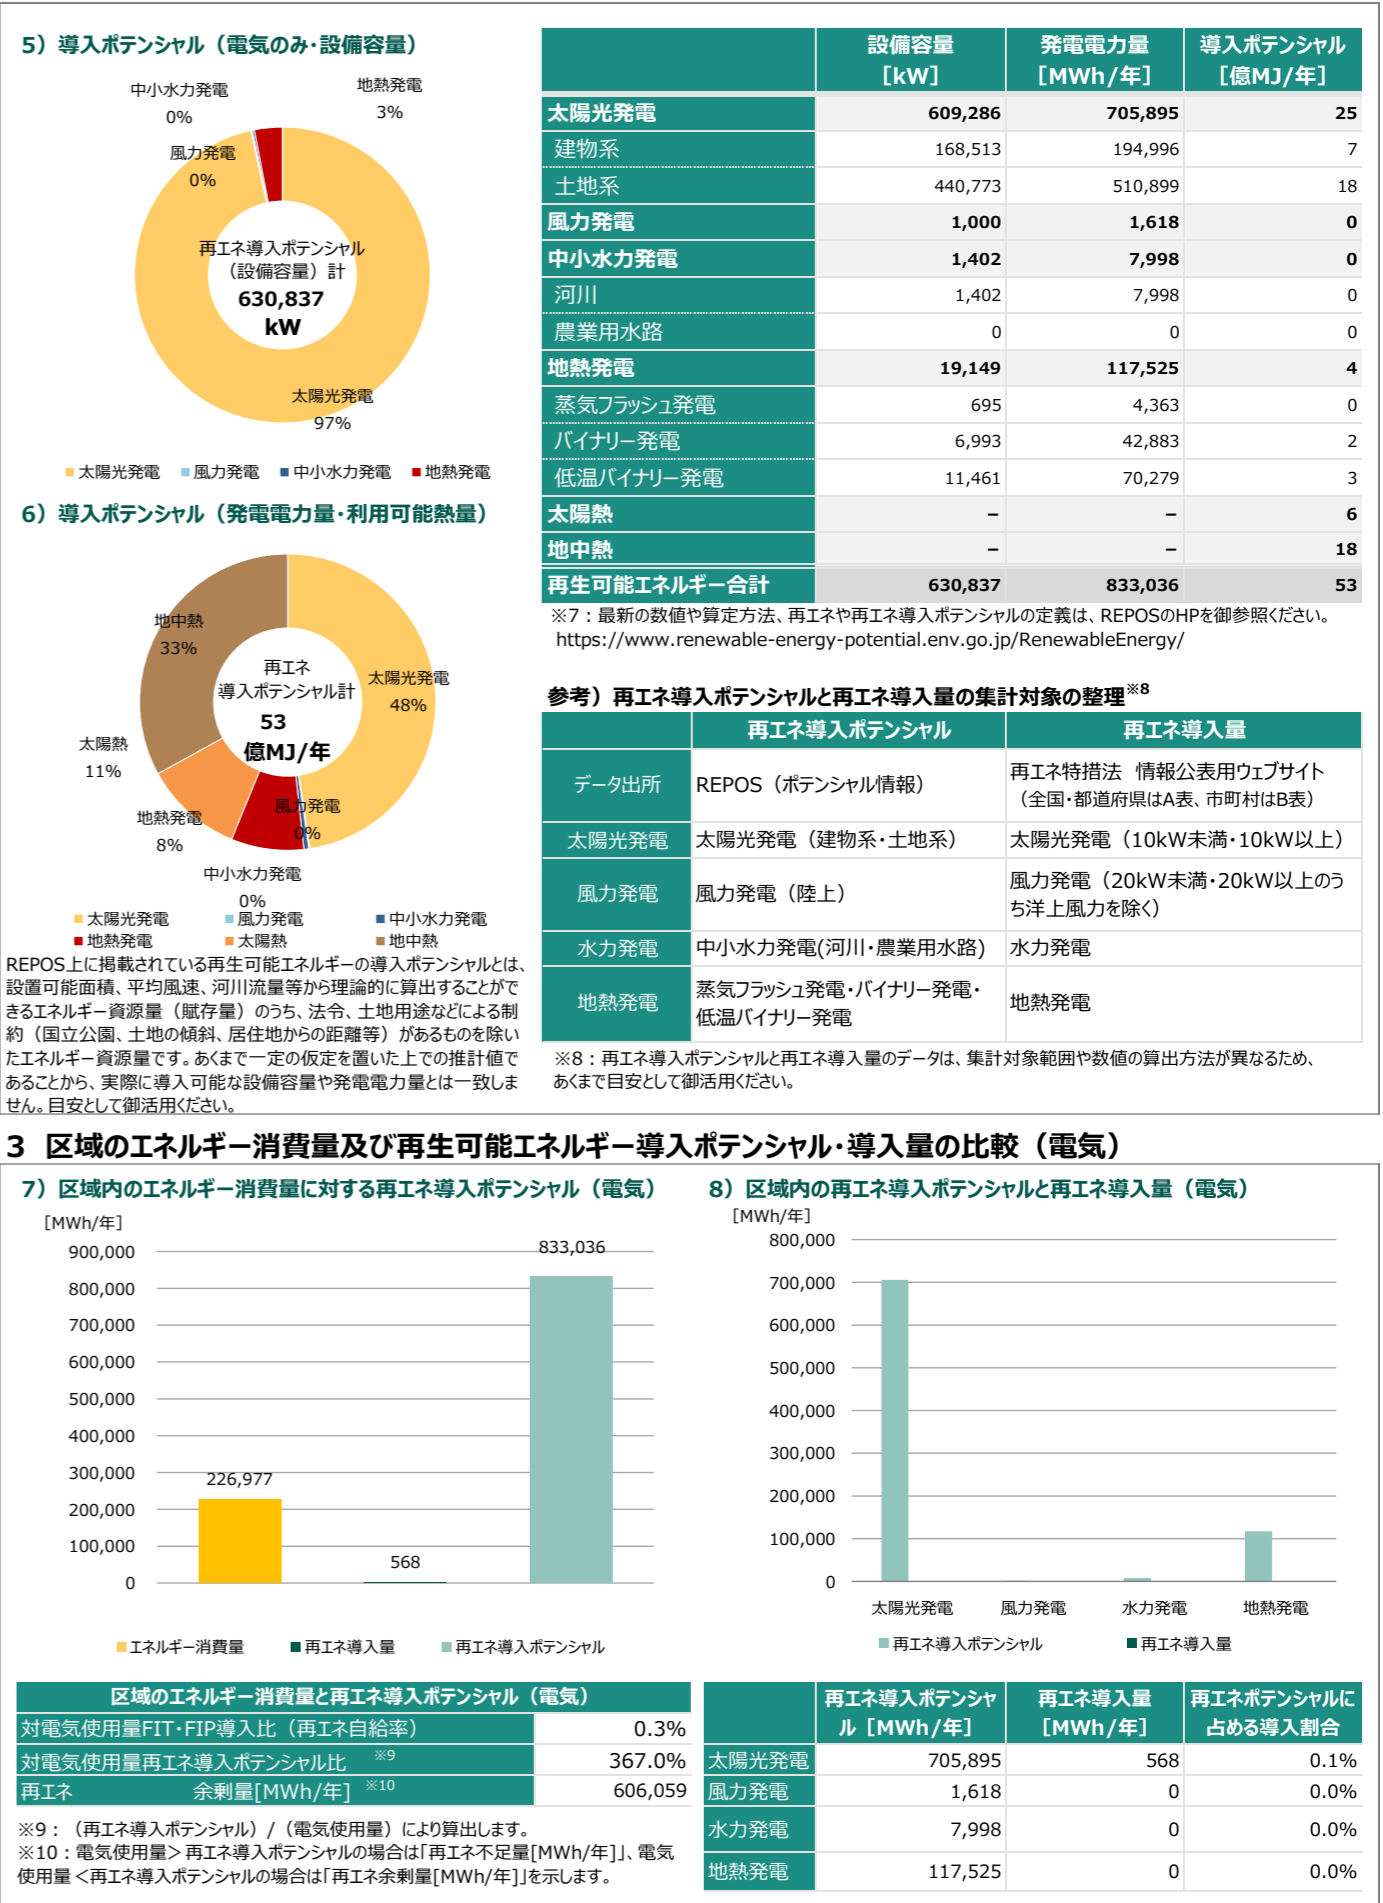 5）導入ポテンシャル（電気のみ・設備容量）
中小水力発電
0%
地熱発電
3%
風力発電
0%
再エネ導入ポテンシャル
（設備容量）計
630,837
kW
太陽光発電
97%
太陽光発電 風力発電 中小水力発電 地熱発電
6）導入ポテンシャル（発電電力量・利用可能熱量）
地中熱
33%
再エネ
導入ポテンシャル計
53
億MJ/年
太陽光発電
48%
太陽熱
11%
地熱発電
8%
風力発電
0%
中小水力発電
0%
太陽光発電 風力発電 中小水力発電
地熱発電 太陽熱 地中熱
REPOS上に掲載されている再生可能エネルギーの導入ポテンシャルとは、
設置可能面積、平均風速、河川流量等から理論的に算出することがで
きるエネルギー資源量（賦存量）のうち、法令、土地用途などによる制
約（国立公園、土地の傾斜、居住地からの距離等）があるものを除い
たエネルギー資源量です。あくまで一定の仮定を置いた上での推計値で
あることから、実際に導入可能な設備容量や発電電力量とは一致しま
せん。目安として御活用ください。
設備容量 発電電力量 導入ポテンシャル
［kW］ ［MWh/年］ ［億MJ/年］
太陽光発電 609,286 705,895 25
建物系 168,513 194,996 7
土地系 440,773 510,899 18
風力発電 1,000 1,618 0
中小水力発電 1,402 7,998 0
河川 1,402 7,998 0
農業用水路 0 0 0
地熱発電 19,149 117,525 4
蒸気フラッシュ発電 695 4,363 0
バイナリー発電 6,993 42,883 2
低温バイナリー発電 11,461 70,279 3
太陽熱 － － 6
地中熱 － － 18
再生可能エネルギー合計 630,837 833,036 53
※7：最新の数値や算定方法、再エネや再エネ導入ポテンシャルの定義は、REPOSのHPを御参照ください。
https://www.renewable-energy-potential.env.go.jp/RenewableEnergy/
参考）再エネ導入ポテンシャルと再エネ導入量の集計対象の整理※8
再エネ導入ポテンシャル 再エネ導入量
データ出所 REPOS（ポテンシャル情報） 再エネ特措法　情報公表用ウェブサイト
（全国・都道府県はA表、市町村はB表）
太陽光発電 太陽光発電（建物系・土地系） 太陽光発電（10kW未満・10kW以上）
風力発電 風力発電（陸上） 風力発電（20kW未満・20kW以上のう
ち洋上風力を除く）
水力発電 中小水力発電(河川・農業用水路) 水力発電
地熱発電 蒸気フラッシュ発電・バイナリー発電・
低温バイナリー発電 地熱発電
※8：再エネ導入ポテンシャルと再エネ導入量のデータは、集計対象範囲や数値の算出方法が異なるため、
あくまで目安として御活用ください。
3　区域のエネルギー消費量及び再生可能エネルギー導入ポテンシャル・導入量の比較（電気）
7）区域内のエネルギー消費量に対する再エネ導入ポテンシャル（電気）
［MWh/年］
900,000
800,000
700,000
600,000
500,000
400,000
300,000
200,000
100,000
0
226,977
568
833,036
エネルギー消費量 再エネ導入量 再エネ導入ポテンシャル
8）区域内の再エネ導入ポテンシャルと再エネ導入量（電気）
［MWh/年］
800,000
700,000
600,000
500,000
400,000
300,000
200,000
100,000
0
太陽光発電 風力発電 水力発電 地熱発電
再エネ導入ポテンシャル 再エネ導入量
区域のエネルギー消費量と再エネ導入ポテンシャル（電気）
対電気使用量FIT・FIP導入比（再エネ自給率） 0.3%
対電気使用量再エネ導入ポテンシャル比　※9 367.0%
再エネ　余剰量[MWh/年]　※10 606,059
※9：（再エネ導入ポテンシャル）/（電気使用量）により算出します。
※10：電気使用量＞再エネ導入ポテンシャルの場合は「再エネ不足量[MWh/年]」、電気
使用量＜再エネ導入ポテンシャルの場合は「再エネ余剰量[MWh/年]」を示します。
再エネ導入ポテンシャ 再エネ導入量 再エネポテンシャルに
ル［MWh/年］ ［MWh/年］ 占める導入割合
太陽光発電 705,895 568 0.1%
風力発電 1,618 0 0.0%
水力発電 7,998 0 0.0%
地熱発電 117,525 0 0.0%